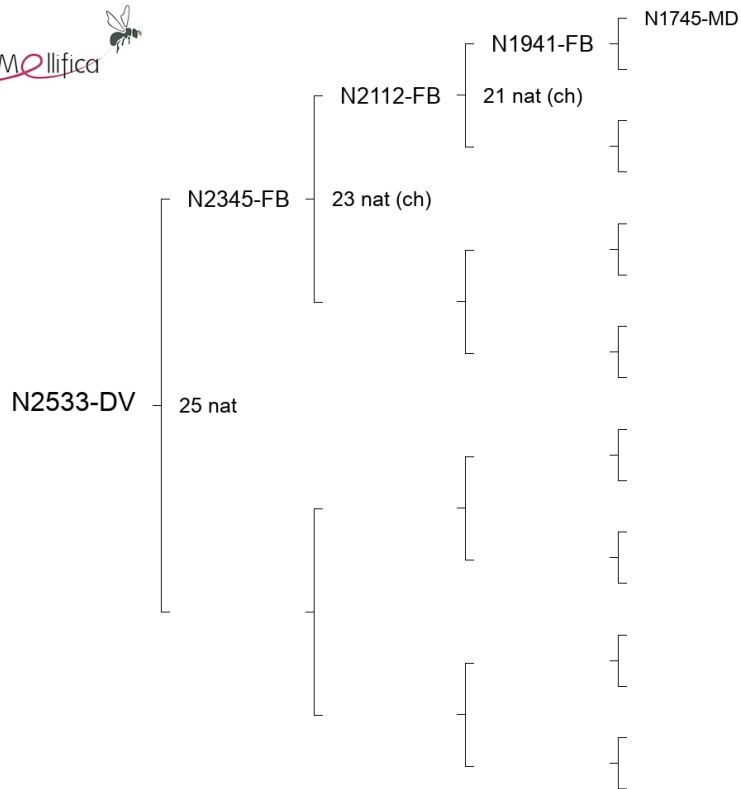 Mellifica
N1745-MD
N1941-FB
N2112-FB
21 nat (ch)
N2345-FB
23 nat (ch)
N2533-DV
25 nat